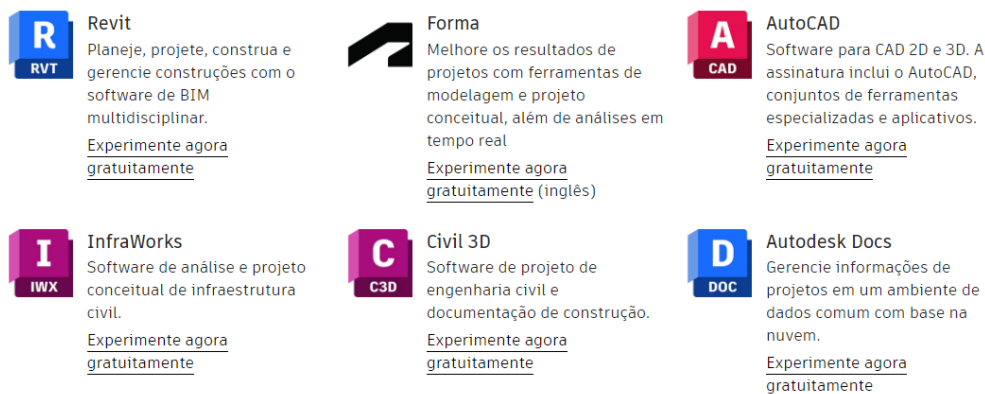 R
RVT
Revit
Planeje, projete, construa e
gerencie construções com o
software de BIM
multidisciplinar.
Experimente agora
gratuitamente
Forma
Melhore os resultados de
projetos com ferramentas de
modelagem e projeto
conceitual, além de análises em
tempo real
Experimente agora
gratuitamente (inglês)
A
CAD
AutoCAD
Software para CAD 2D e 3D. A
assinatura inclui o AutoCAD,
conjuntos de ferramentas
especializadas e aplicativos.
Experimente agora
gratuitamente
I
IWX
InfraWorks
Software de análise e projeto
conceitual de infraestrutura
civil.
Experimente agora
gratuitamente
C
C3D
Civil 3D
Software de projeto de
engenharia civil e
documentação de construção.
Experimente agora
gratuitamente
D
DOC
Autodesk Docs
Gerencie informações de
projetos em um ambiente de
dados comum com base na
nuvem.
Experimente agora
gratuitamente